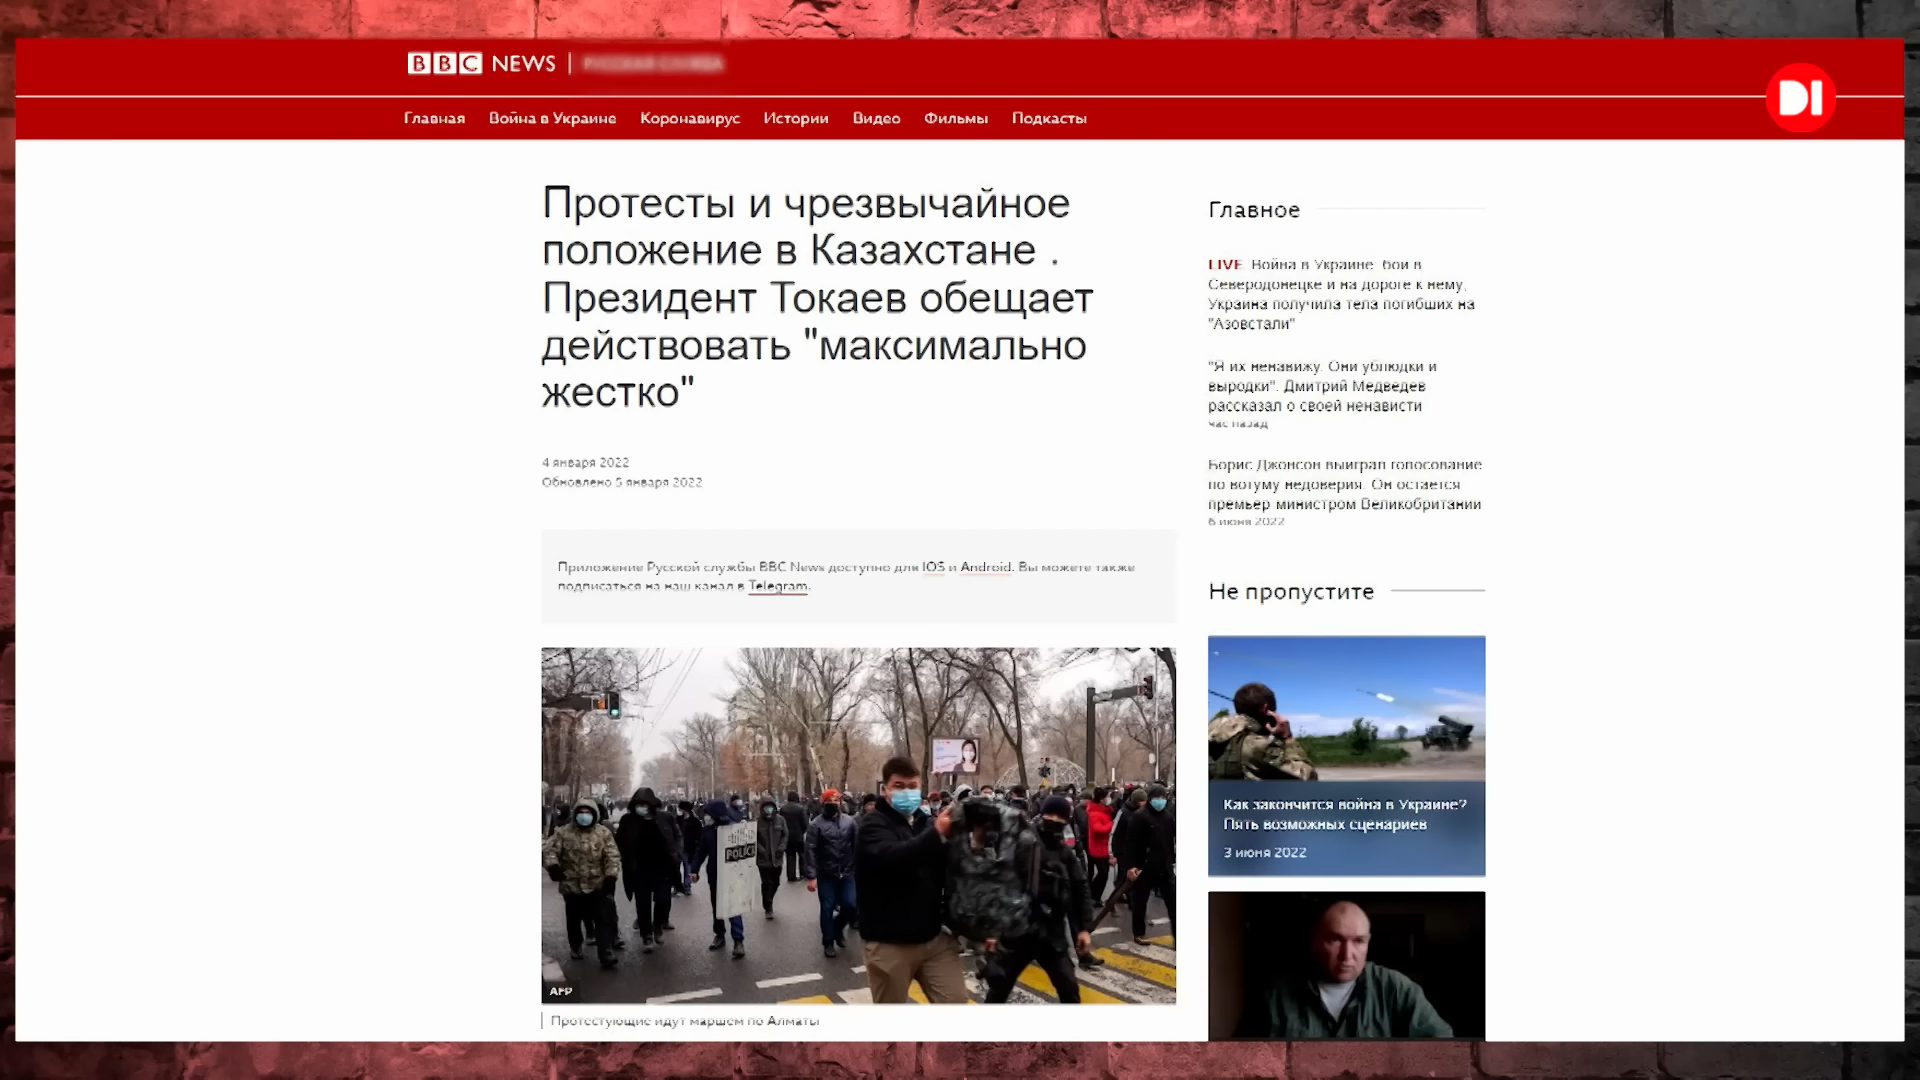 BBC NEWS
DI
Главная Война в Украине Коронавирус Истории Видео Фильмы Подкасты
Протесты и чрезвычайное
положение в Казахстане .
Президент Токаев обещает
действовать "максимально
жестко"
4 января 2022
Обновлено 5 января 2022
Приложение Русской службы BBC News доступно для IOS и Android. Вы можете также
подписаться на наш канал в Telegram.
POLICE
AFP
Протестующие идут маршем по Алматы
Главное
LIVE Война в Украине: бои в
Северодонецке и на дороге к нему,
Украина получила тела погибших на
"Азовстали"
"Я их ненавижу. Они ублюдки и
выродки". Дмитрий Медведев
рассказал о своей ненависти
час назад
Борис Джонсон выиграл голосование
по вотуму недоверия. Он остается
премьер-министром Великобритании
6 июня 2022
Не пропустите
Как закончится война в Украине?
Пять возможных сценариев
3 июня 2022